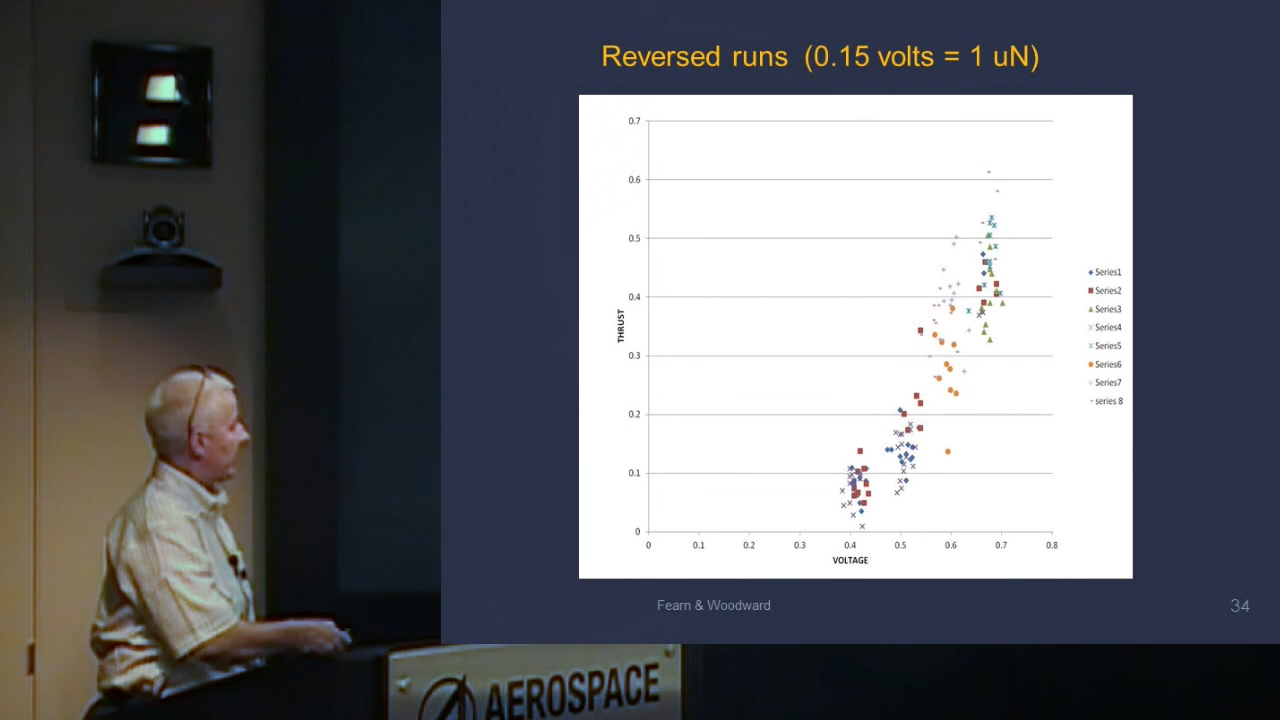 Reversed runs (0.15 volts = 1 uN)
0.7
0.6
0.5
0.4
0.3
0.2
0.1
0
THRUST
0 0.1 0.2 0.3 0.4 0.5 0.6 0.7 0.8
VOLTAGE
Series1
Series2
Series3
Series4
Series5
Series6
Series7
series 8
Fearn & Woodward
34
AEROSPACE